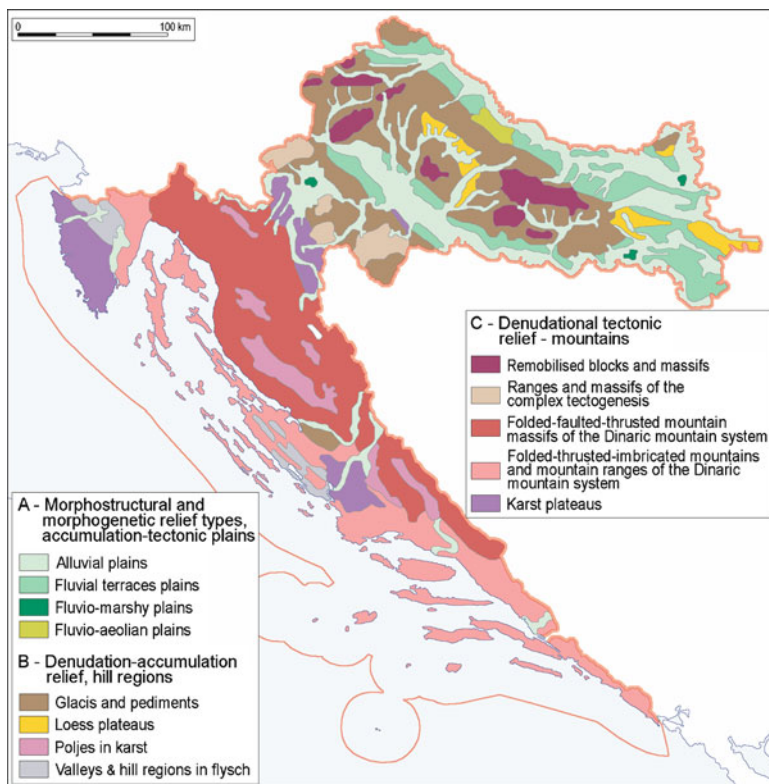 0 100 km
C - Denudational tectonic
relief - mountains
Remobilised blocks and massifs
Ranges and massifs of the
complex tectogenesis
Folded-faulted-thrusted mountain
massifs of the Dinaric mountain system
Folded-thrusted-imbricated mountains
and mountain ranges of the Dinaric
mountain system
Karst plateaus
A - Morphostructural and
morphogenetic relief types,
accumulation-tectonic plains
Alluvial plains
Fluvial terraces plains
Fluvio-marshy plains
Fluvio-aeolian plains
B - Denudation-accumulation
relief, hill regions
Glacis and pediments
Loess plateaus
Poljes in karst
Valleys & hill regions in flysch